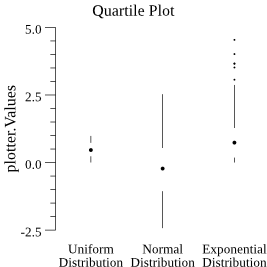 Quartile Plot
plotter.Values
5.0
2.5
0.0
-2.5
Uniform
Distribution
Normal
Distribution
Exponential
Distribution